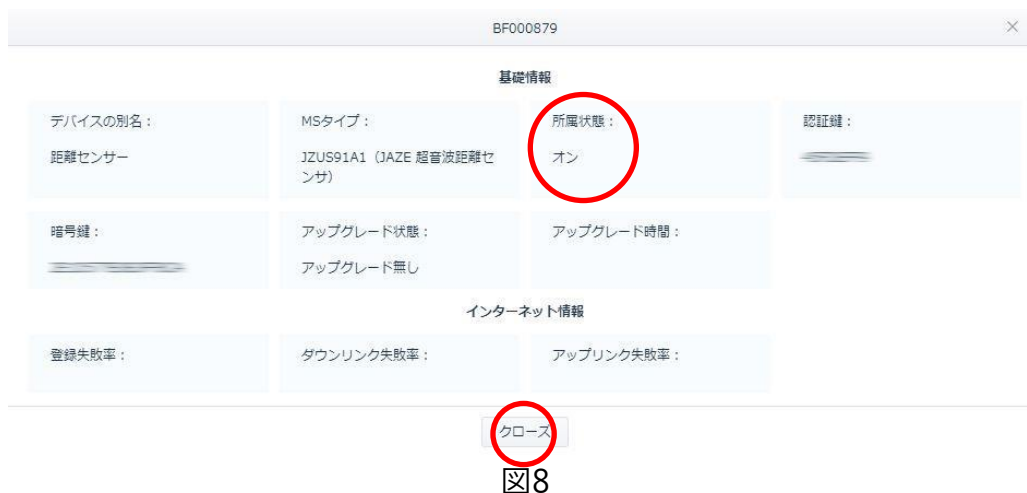 BF000879
基礎情報
デバイスの別名：
MSタイプ：
所属状態：
認証鍵：
距離センサー
JZUS91A1（JAZE 超音波距離セ
ンサ）
オン
暗号鍵：
アップグレード状態：
アップグレード時間：
アップグレード無し
インターネット情報
登録失敗率：
ダウンリンク失敗率：
アップリンク失敗率：
クローズ
図8